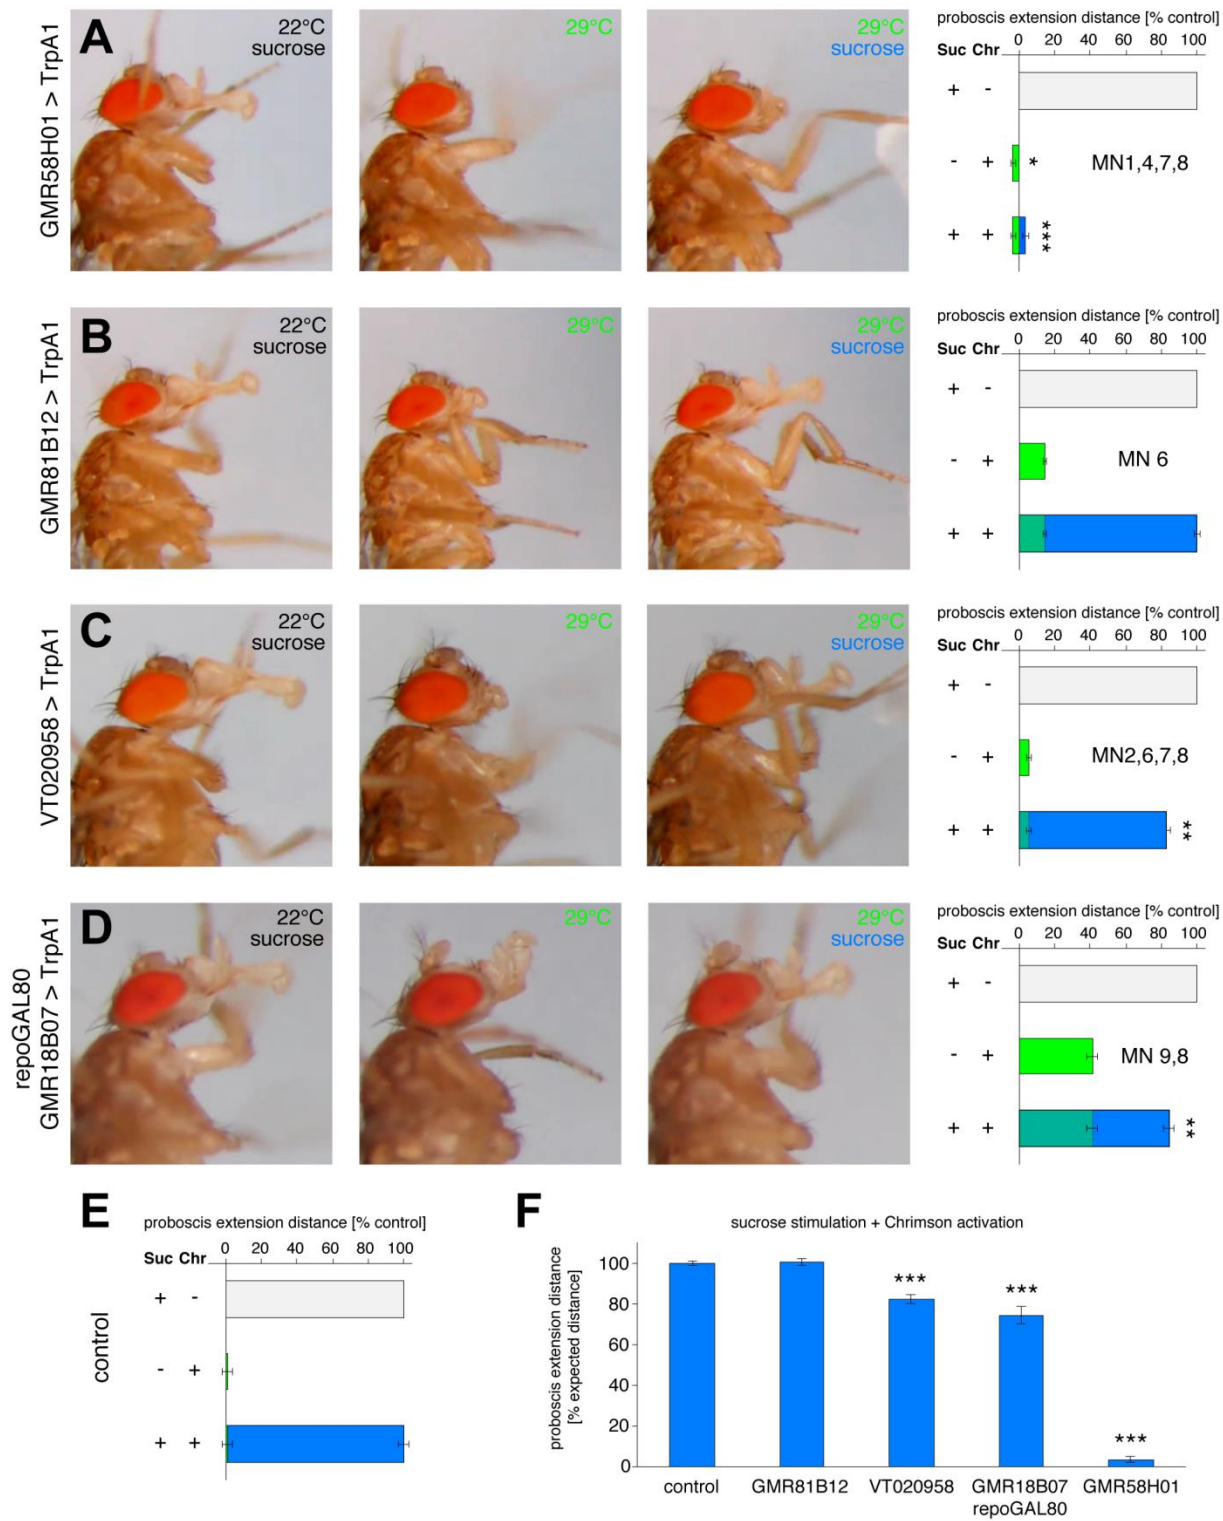 A
GMR58H01 > TrpA1
22°C
sucrose
29°C
29°C
sucrose
proboscis extension distance [% control]
Suc Chr 0 20 40 60 80 100
+ -
- + * MN1,4,7,8
+ + ***
B
GMR81B12 > TrpA1
22°C
sucrose
29°C
29°C
sucrose
proboscis extension distance [% control]
Suc Chr 0 20 40 60 80 100
+ -
- + MN 6
+ +
C
VT020958 > TrpA1
22°C
sucrose
29°C
29°C
sucrose
proboscis extension distance [% control]
Suc Chr 0 20 40 60 80 100
+ -
- + MN2,6,7,8
+ + **
D
repoGAL80
GMR18B07 > TrpA1
22°C
sucrose
29°C
29°C
sucrose
proboscis extension distance [% control]
Suc Chr 0 20 40 60 80 100
+ -
- + MN 9,8
+ + **
E
proboscis extension distance [% control]
Suc Chr 0 20 40 60 80 100
control
+ -
- +
+ +
F
sucrose stimulation + Chrimson activation
proboscis extension distance
[% expected distance]
100
80
60
40
20
0
***
***
***
control GMR81B12 VT020958 GMR18B07 GMR58H01
repoGAL80